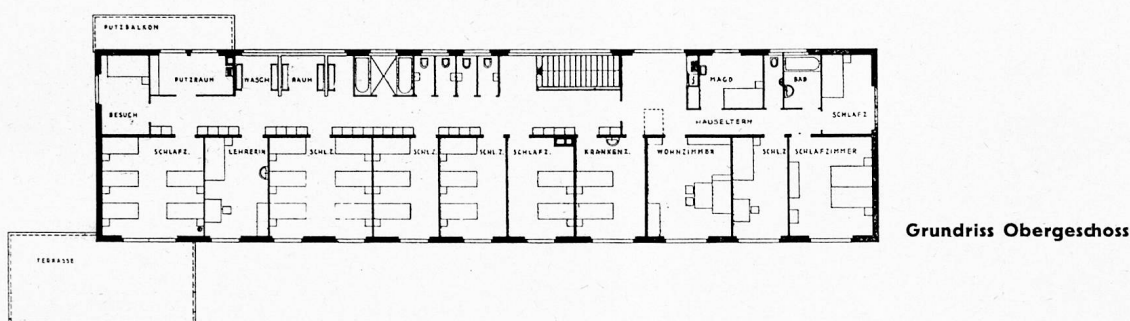 PUTZBALKON
PUTZRAUM
WASCH
RAUM
MAGD
BAD
BESUCH
HAUSELTERN
SCHLAFZ.
SCHLAFZ.
LEHRERIN
SCHLZ.
SCHLZ.
SCHLZ.
SCHLAFZ.
KRANKENZ.
WOHNZIMMER
SCHLZ.
SCHLAFZIMMER
Grundriss Obergeschoss
TERRASSE